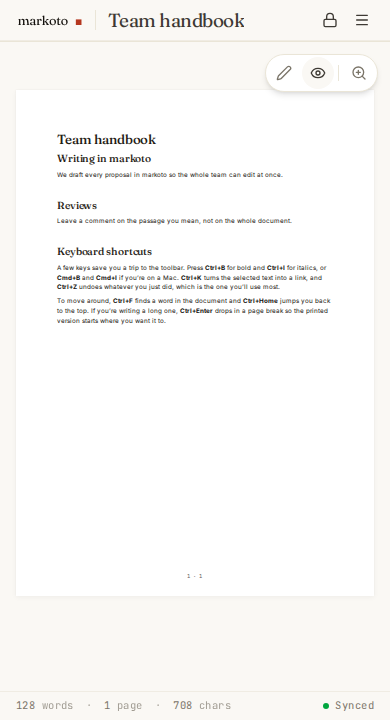 markoto
Team handbook
Team handbook
Writing in markoto
We draft every proposal in markoto so the whole team can edit at once.
Reviews
Leave a comment on the passage you mean, not on the whole document.
Keyboard shortcuts
A few keys save you a trip to the toolbar. Press Ctrl+B for bold and Ctrl+I for italics, or
Cmd+B and Cmd+I if you're on a Mac. Ctrl+K turns the selected text into a link, and
Ctrl+Z undoes whatever you just did, which is the one you'll use most.
To move around, Ctrl+F finds a word in the document and Ctrl+Home jumps you back
to the top. If you're writing a long one, Ctrl+Enter drops in a page break so the printed
version starts where you want it to.
1 - 1
128 words · 1 page · 708 chars
Synced